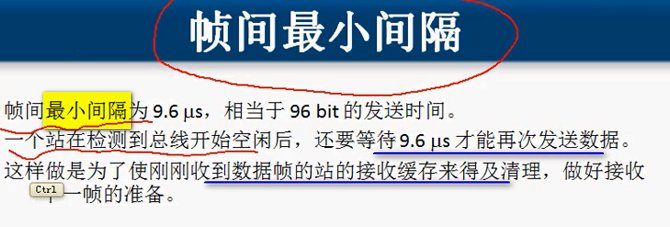 帧间最小间隔
帧间最小间隔为 9.6 μs，相当于 96 bit 的发送时间。
一个站在检测到总线开始空闲后，还要等待 9.6 μs 才能再次发送数据。
这样做是为了使刚刚收到数据帧的站的接收缓存来得及清理，做好接收
Ctrl 一帧的准备。